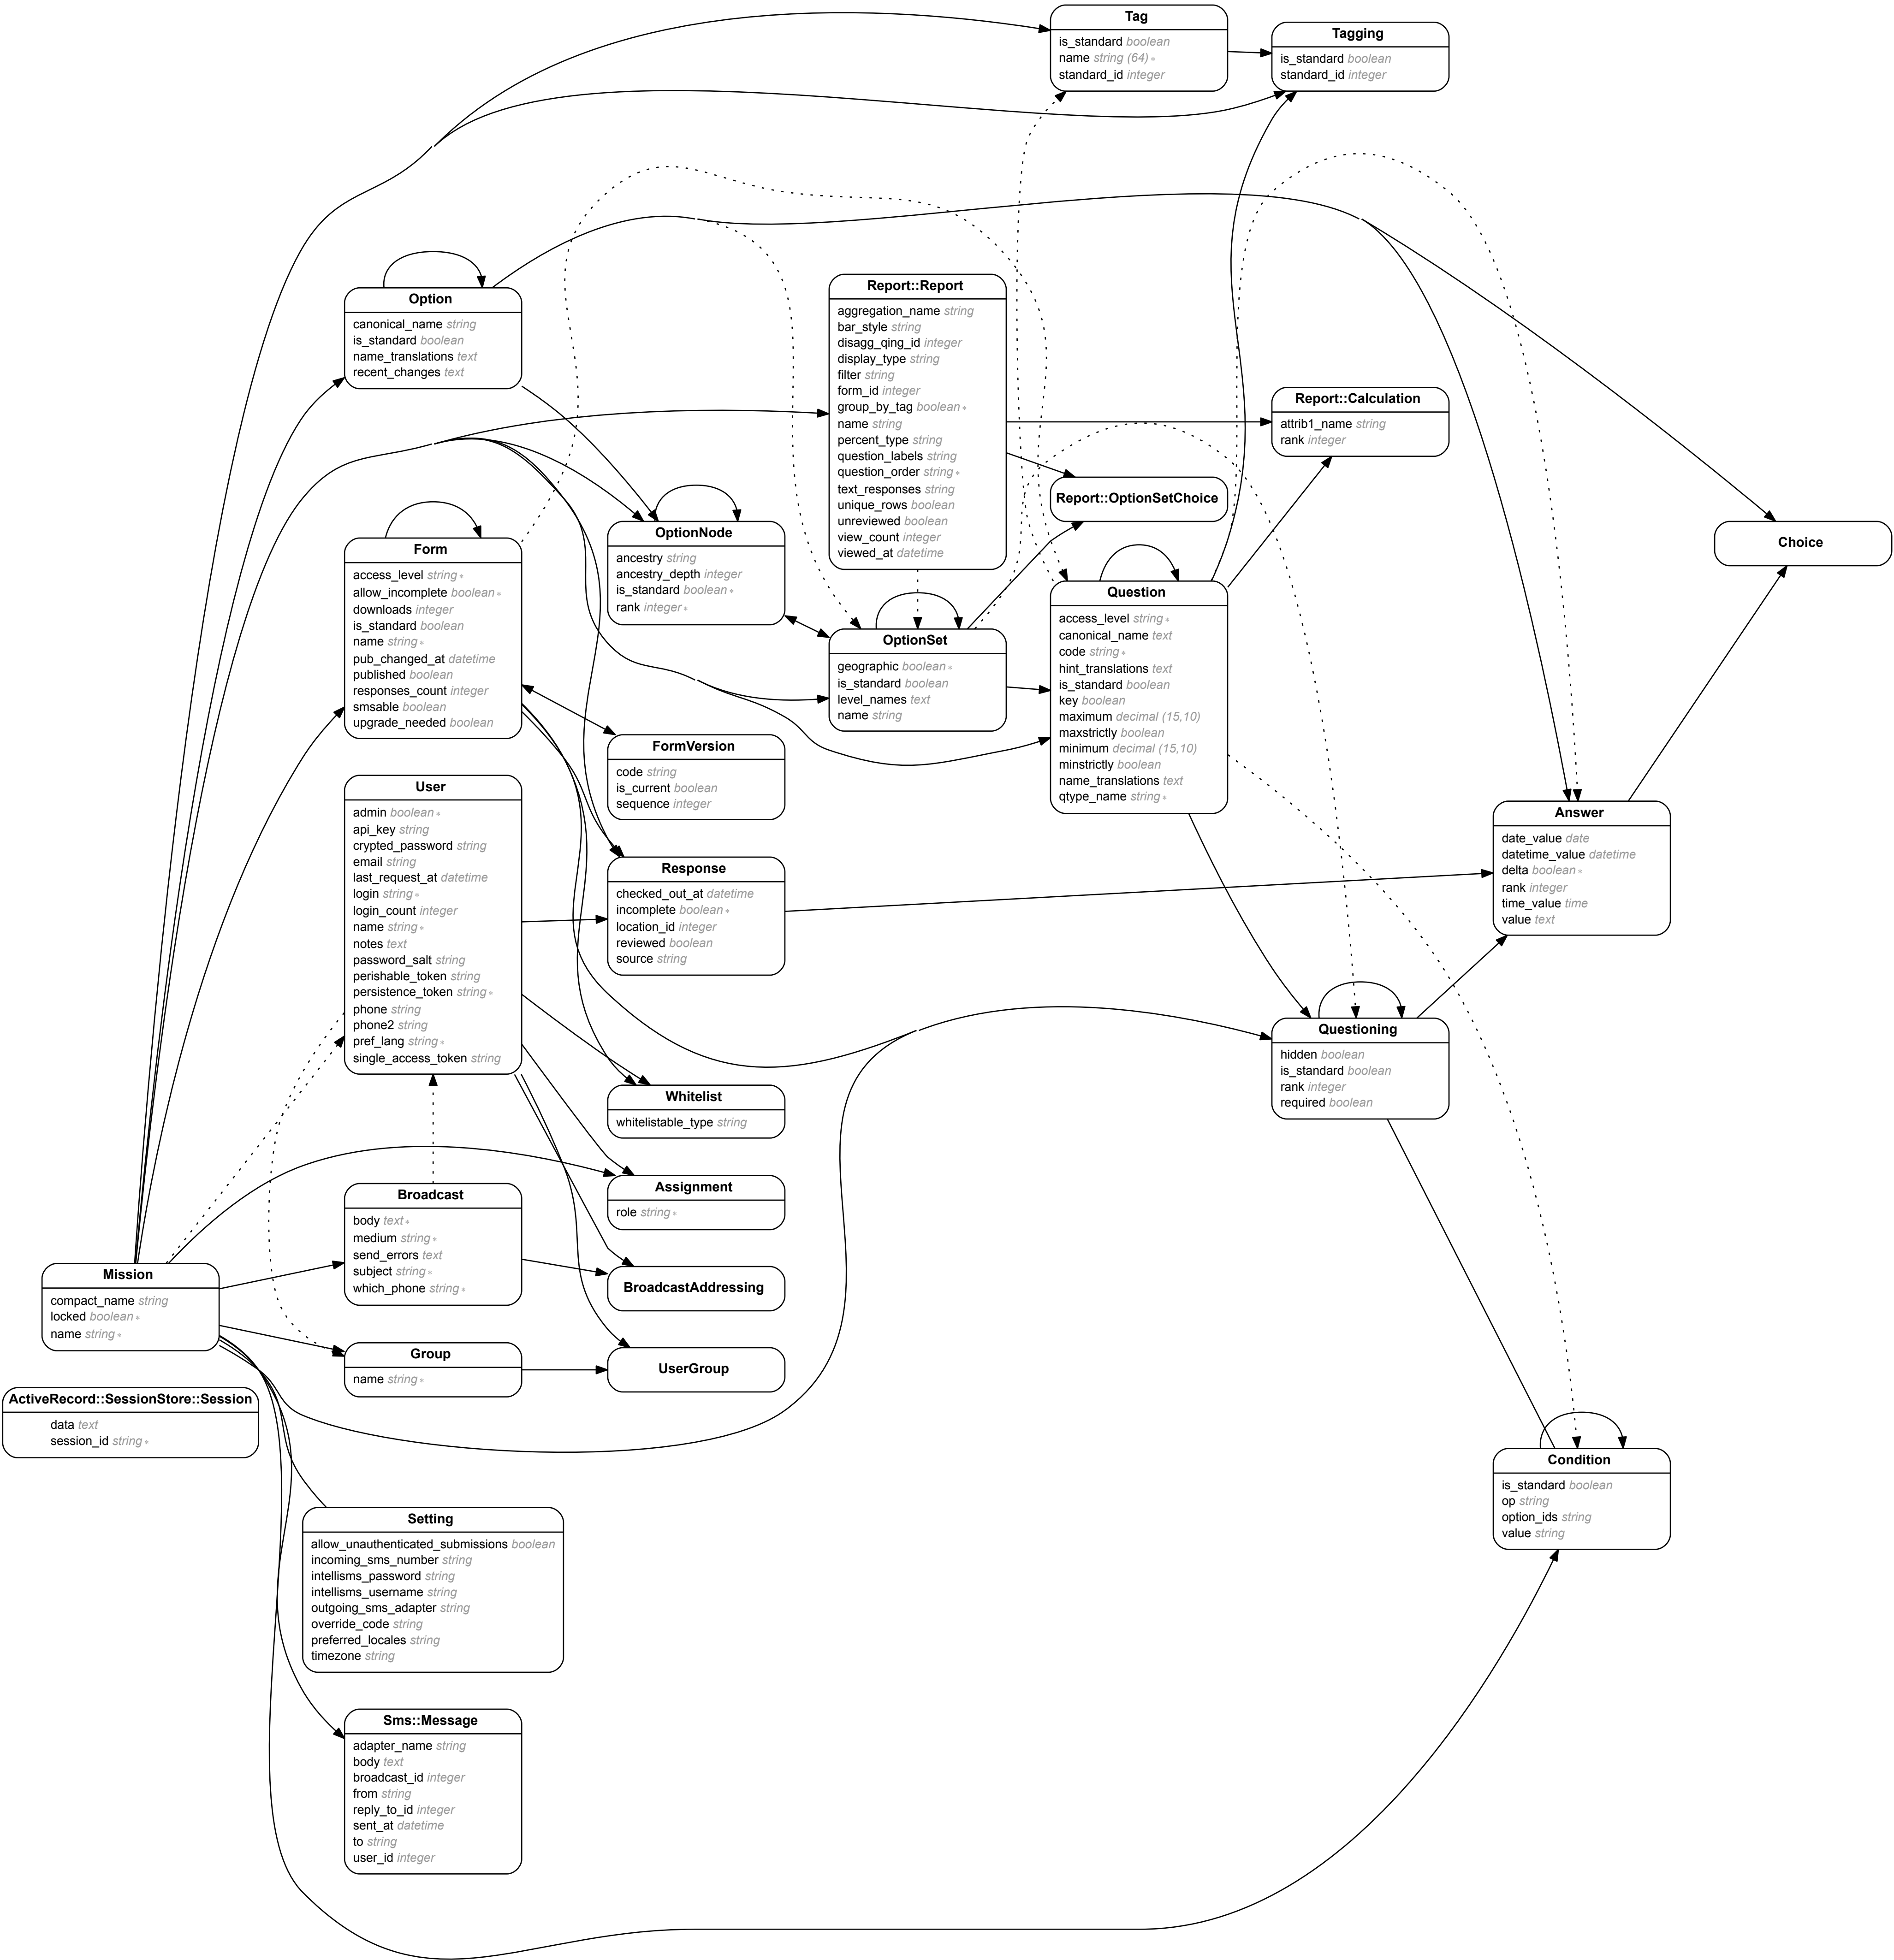 Tag
is_standard boolean
name string (64) *
standard_id integer
Tagging
is_standard boolean
standard_id integer
Option
canonical_name string
is_standard boolean
name_translations text
recent_changes text
Report::Report
aggregation_name string
bar_style string
disagg_qing_id integer
display_type string
filter string
form_id integer
group_by_tag boolean *
name string
percent_type string
question_labels string
question_order string *
text_responses string
unique_rows boolean
unreviewed boolean
view_count integer
viewed_at datetime
Report::Calculation
attrib1_name string
rank integer
Report::OptionSetChoice
Choice
Form
access_level string *
allow_incomplete boolean *
downloads integer
is_standard boolean
name string *
pub_changed_at datetime
published boolean
responses_count integer
smsable boolean
upgrade_needed boolean
OptionNode
ancestry string
ancestry_depth integer
is_standard boolean *
rank integer *
OptionSet
geographic boolean *
is_standard boolean
level_names text
name string
Question
access_level string *
canonical_name text
code string *
hint_translations text
is_standard boolean
key boolean
maximum decimal (15,10)
maxstrictly boolean
minimum decimal (15,10)
minstrictly boolean
name_translations text
qtype_name string *
FormVersion
code string
is_current boolean
sequence integer
User
admin boolean *
api_key string
crypted_password string
email string
last_request_at datetime
login string *
login_count integer
name string *
notes text
password_salt string
perishable_token string
persistence_token string *
phone string
phone2 string
pref_lang string *
single_access_token string
Response
checked_out_at datetime
incomplete boolean *
location_id integer
reviewed boolean
source string
Answer
date_value date
datetime_value datetime
delta boolean *
rank integer
time_value time
value text
Questioning
hidden boolean
is_standard boolean
rank integer
required boolean
Whitelist
whitelistable_type string
Assignment
role string *
Broadcast
body text *
medium string *
send_errors text
subject string *
which_phone string *
BroadcastAddressing
Mission
compact_name string
locked boolean *
name string *
Group
name string *
UserGroup
ActiveRecord::SessionStore::Session
data text
session_id string *
Condition
is_standard boolean
op string
option_ids string
value string
Setting
allow_unauthenticated_submissions boolean
incoming_sms_number string
intellisms_password string
intellisms_username string
outgoing_sms_adapter string
override_code string
preferred_locales string
timezone string
Sms::Message
adapter_name string
body text
broadcast_id integer
from string
reply_to_id integer
sent_at datetime
to string
user_id integer